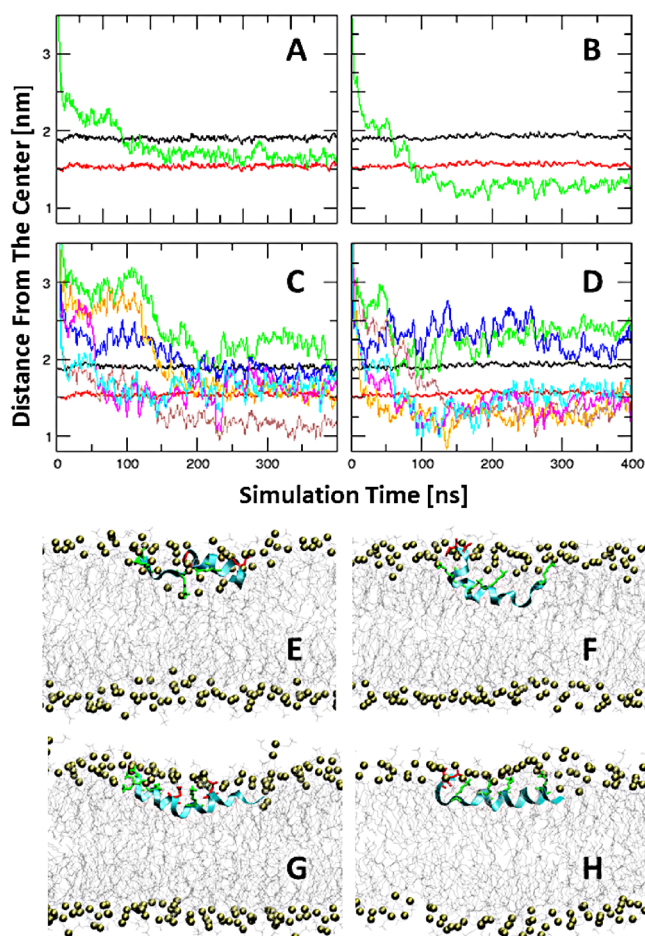 A B
3
2
1
C D
3
2
1
0 100 200 300 0 100 200 300 400
Distance From The Center [nm]
Simulation Time [ns]
E F
G H